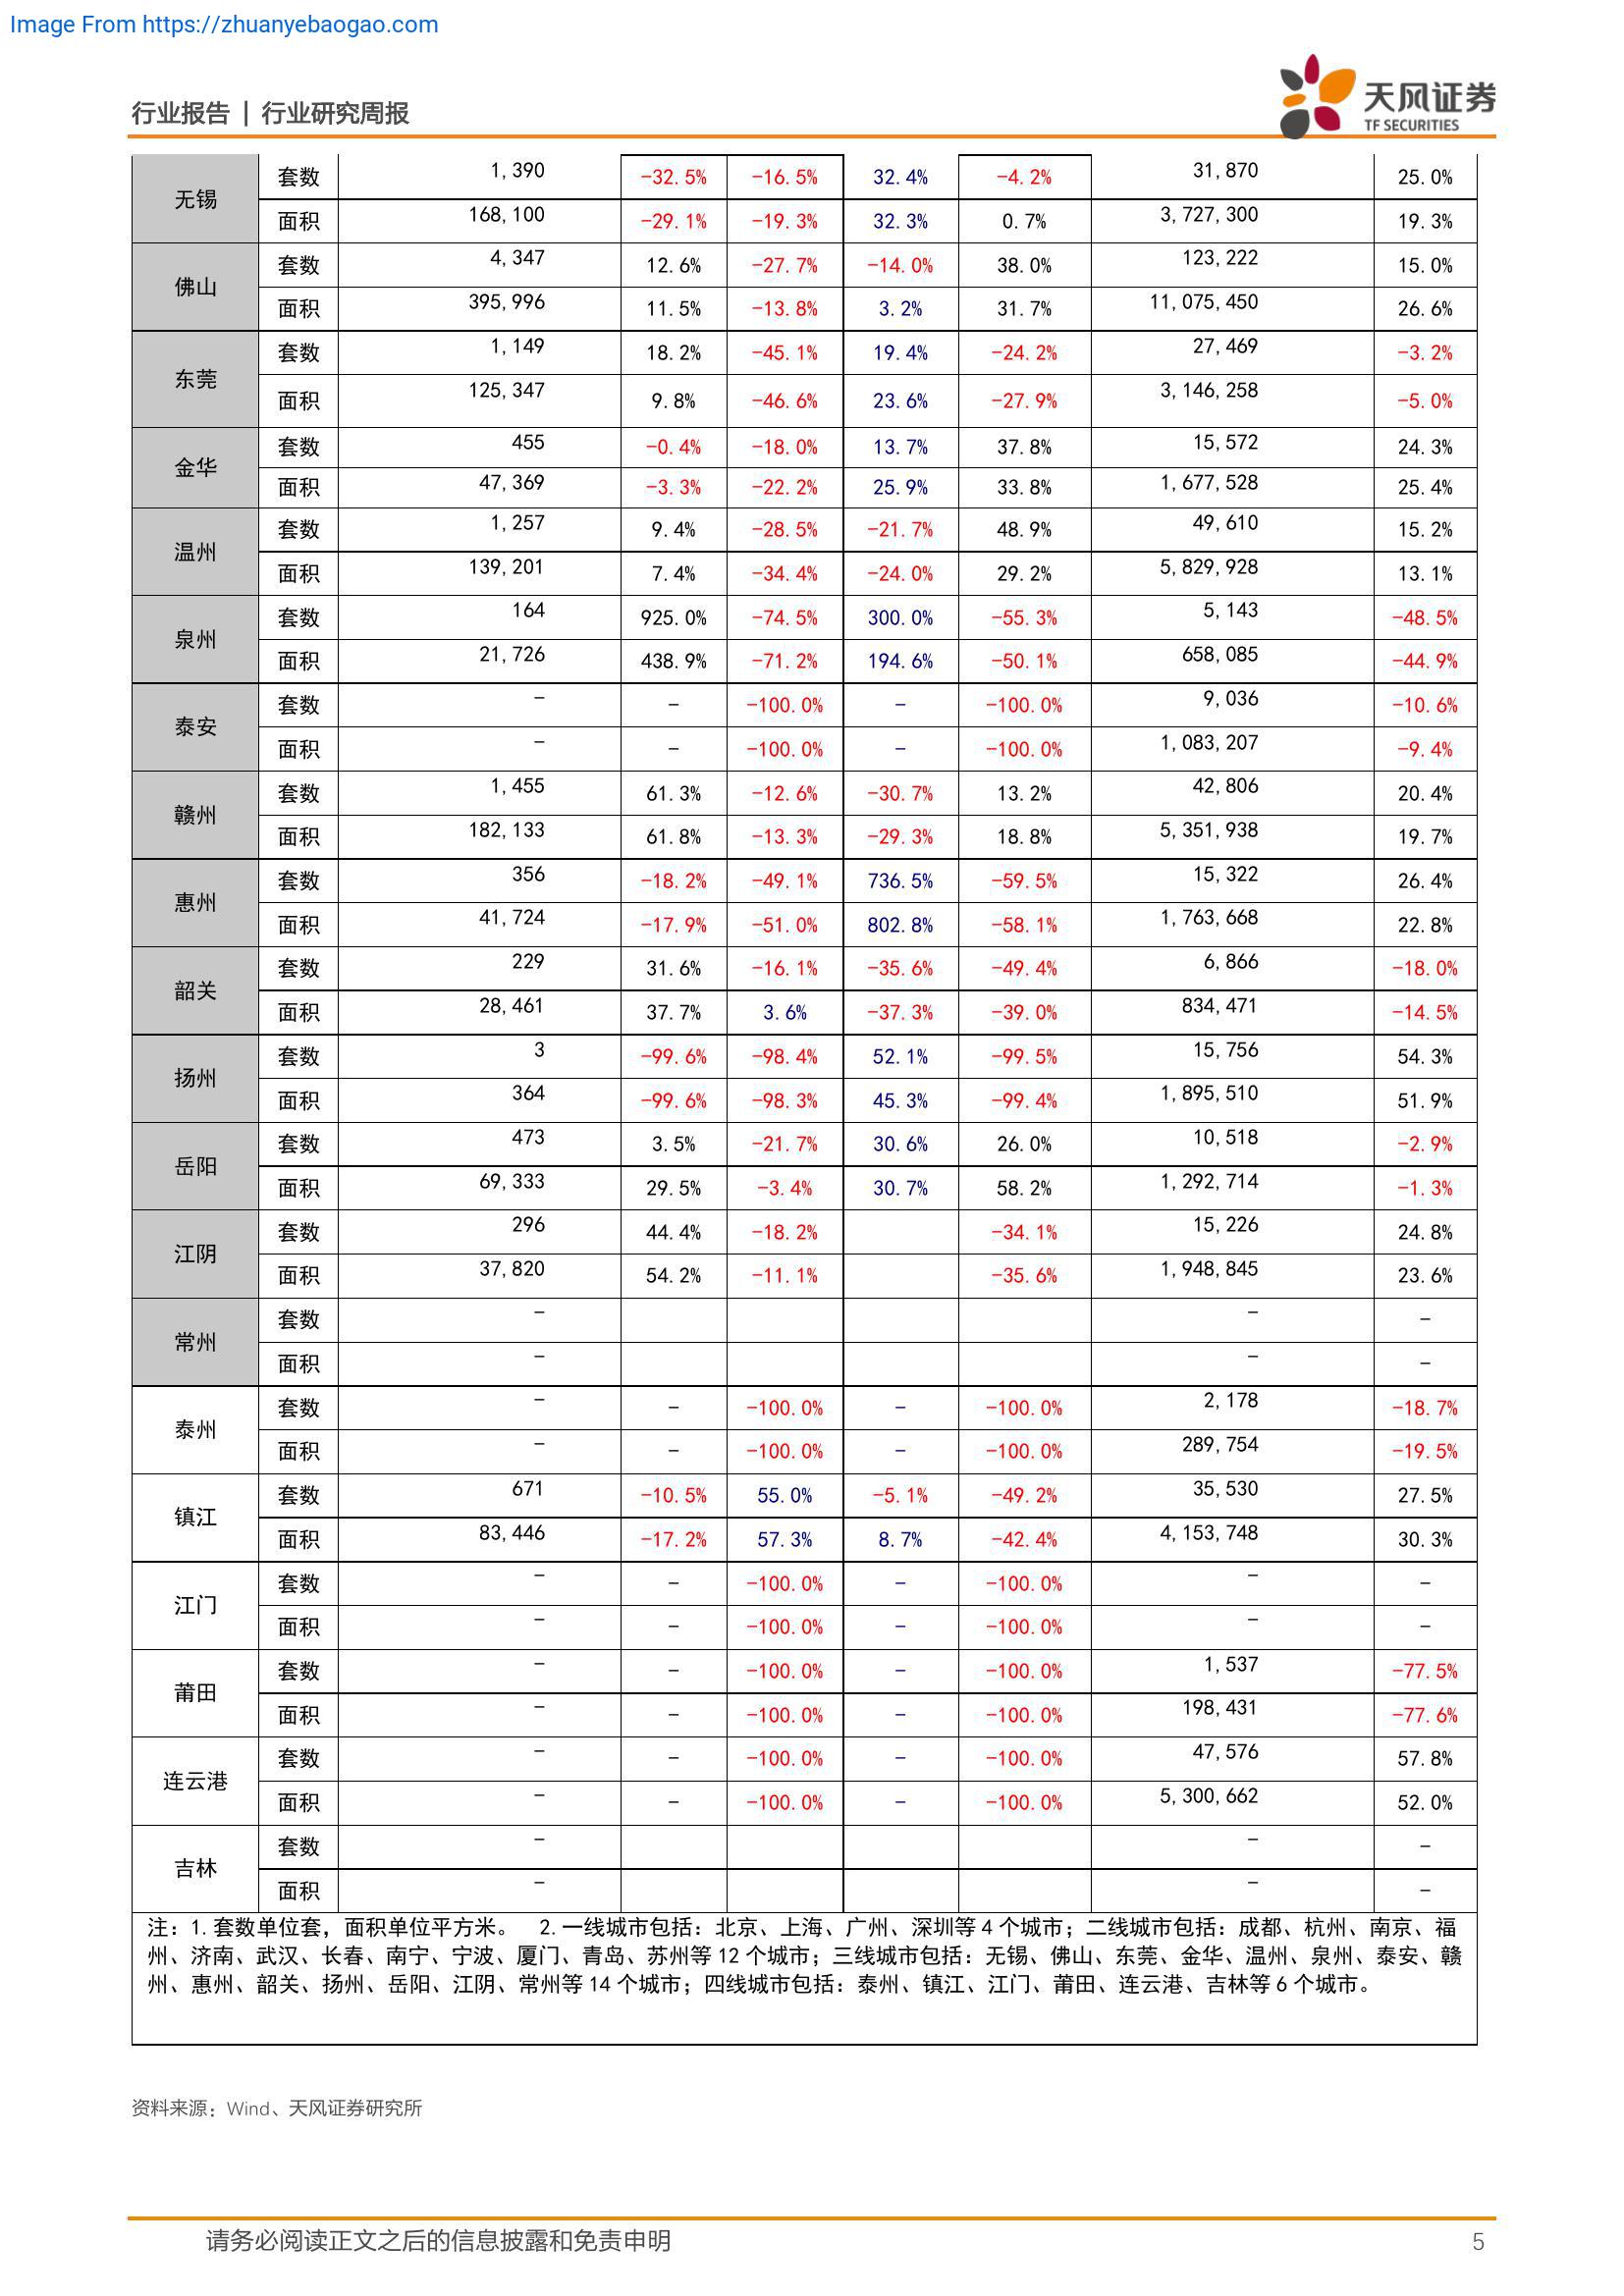 Image From https://zhuanyebaogao.com
行业报告 | 行业研究周报
天风证券
TF SECURITIES
无锡 套数 1,390 -32.5% -16.5% 32.4% -4.2% 31,870 25.0%
面积 168,100 -29.1% -19.3% 32.3% 0.7% 3,727,300 19.3%
佛山 套数 4,347 12.6% -27.7% -14.0% 38.0% 123,222 15.0%
面积 395,996 11.5% -13.8% 3.2% 31.7% 11,075,450 26.6%
东莞 套数 1,149 18.2% -45.1% 19.4% -24.2% 27,469 -3.2%
面积 125,347 9.8% -46.6% 23.6% -27.9% 3,146,258 -5.0%
金华 套数 455 -0.4% -18.0% 13.7% 37.8% 15,572 24.3%
面积 47,369 -3.3% -22.2% 25.9% 33.8% 1,677,528 25.4%
温州 套数 1,257 9.4% -28.5% -21.7% 48.9% 49,610 15.2%
面积 139,201 7.4% -34.4% -24.0% 29.2% 5,829,928 13.1%
泉州 套数 164 925.0% -74.5% 300.0% -55.3% 5,143 -48.5%
面积 21,726 438.9% -71.2% 194.6% -50.1% 658,085 -44.9%
泰安 套数 - - -100.0% - -100.0% 9,036 -10.6%
面积 - - -100.0% - -100.0% 1,083,207 -9.4%
赣州 套数 1,455 61.3% -12.6% -30.7% 13.2% 42,806 20.4%
面积 182,133 61.8% -13.3% -29.3% 18.8% 5,351,938 19.7%
惠州 套数 356 -18.2% -49.1% 736.5% -59.5% 15,322 26.4%
面积 41,724 -17.9% -51.0% 802.8% -58.1% 1,763,668 22.8%
韶关 套数 229 31.6% -16.1% -35.6% -49.4% 6,866 -18.0%
面积 28,461 37.7% 3.6% -37.3% -39.0% 834,471 -14.5%
扬州 套数 3 -99.6% -98.4% 52.1% -99.5% 15,756 54.3%
面积 364 -99.6% -98.3% 45.3% -99.4% 1,895,510 51.9%
岳阳 套数 473 3.5% -21.7% 30.6% 26.0% 10,518 -2.9%
面积 69,333 29.5% -3.4% 30.7% 58.2% 1,292,714 -1.3%
江阴 套数 296 44.4% -18.2% -34.1% 15,226 24.8%
面积 37,820 54.2% -11.1% -35.6% 1,948,845 23.6%
常州 套数 - - -
面积 - - -
泰州 套数 - - -100.0% - -100.0% 2,178 -18.7%
面积 - - -100.0% - -100.0% 289,754 -19.5%
镇江 套数 671 -10.5% 55.0% -5.1% -49.2% 35,530 27.5%
面积 83,446 -17.2% 57.3% 8.7% -42.4% 4,153,748 30.3%
江门 套数 - - -100.0% - -100.0% - -
面积 - - -100.0% - -100.0% - -
莆田 套数 - - -100.0% - -100.0% 1,537 -77.5%
面积 - - -100.0% - -100.0% 198,431 -77.6%
连云港 套数 - - -100.0% - -100.0% 47,576 57.8%
面积 - - -100.0% - -100.0% 5,300,662 52.0%
吉林 套数 - - -
面积 - - -
注：1.套数单位套，面积单位平方米。 2.一线城市包括：北京、上海、广州、深圳等 4 个城市；二线城市包括：成都、杭州、南京、福
州、济南、武汉、长春、南宁、宁波、厦门、青岛、苏州等 12 个城市；三线城市包括：无锡、佛山、东莞、金华、温州、泉州、泰安、赣
州、惠州、韶关、扬州、岳阳、江阴、常州等 14 个城市；四线城市包括：泰州、镇江、江门、莆田、连云港、吉林等 6 个城市。
资料来源：Wind、天风证券研究所
请务必阅读正文之后的信息披露和免责申明 5